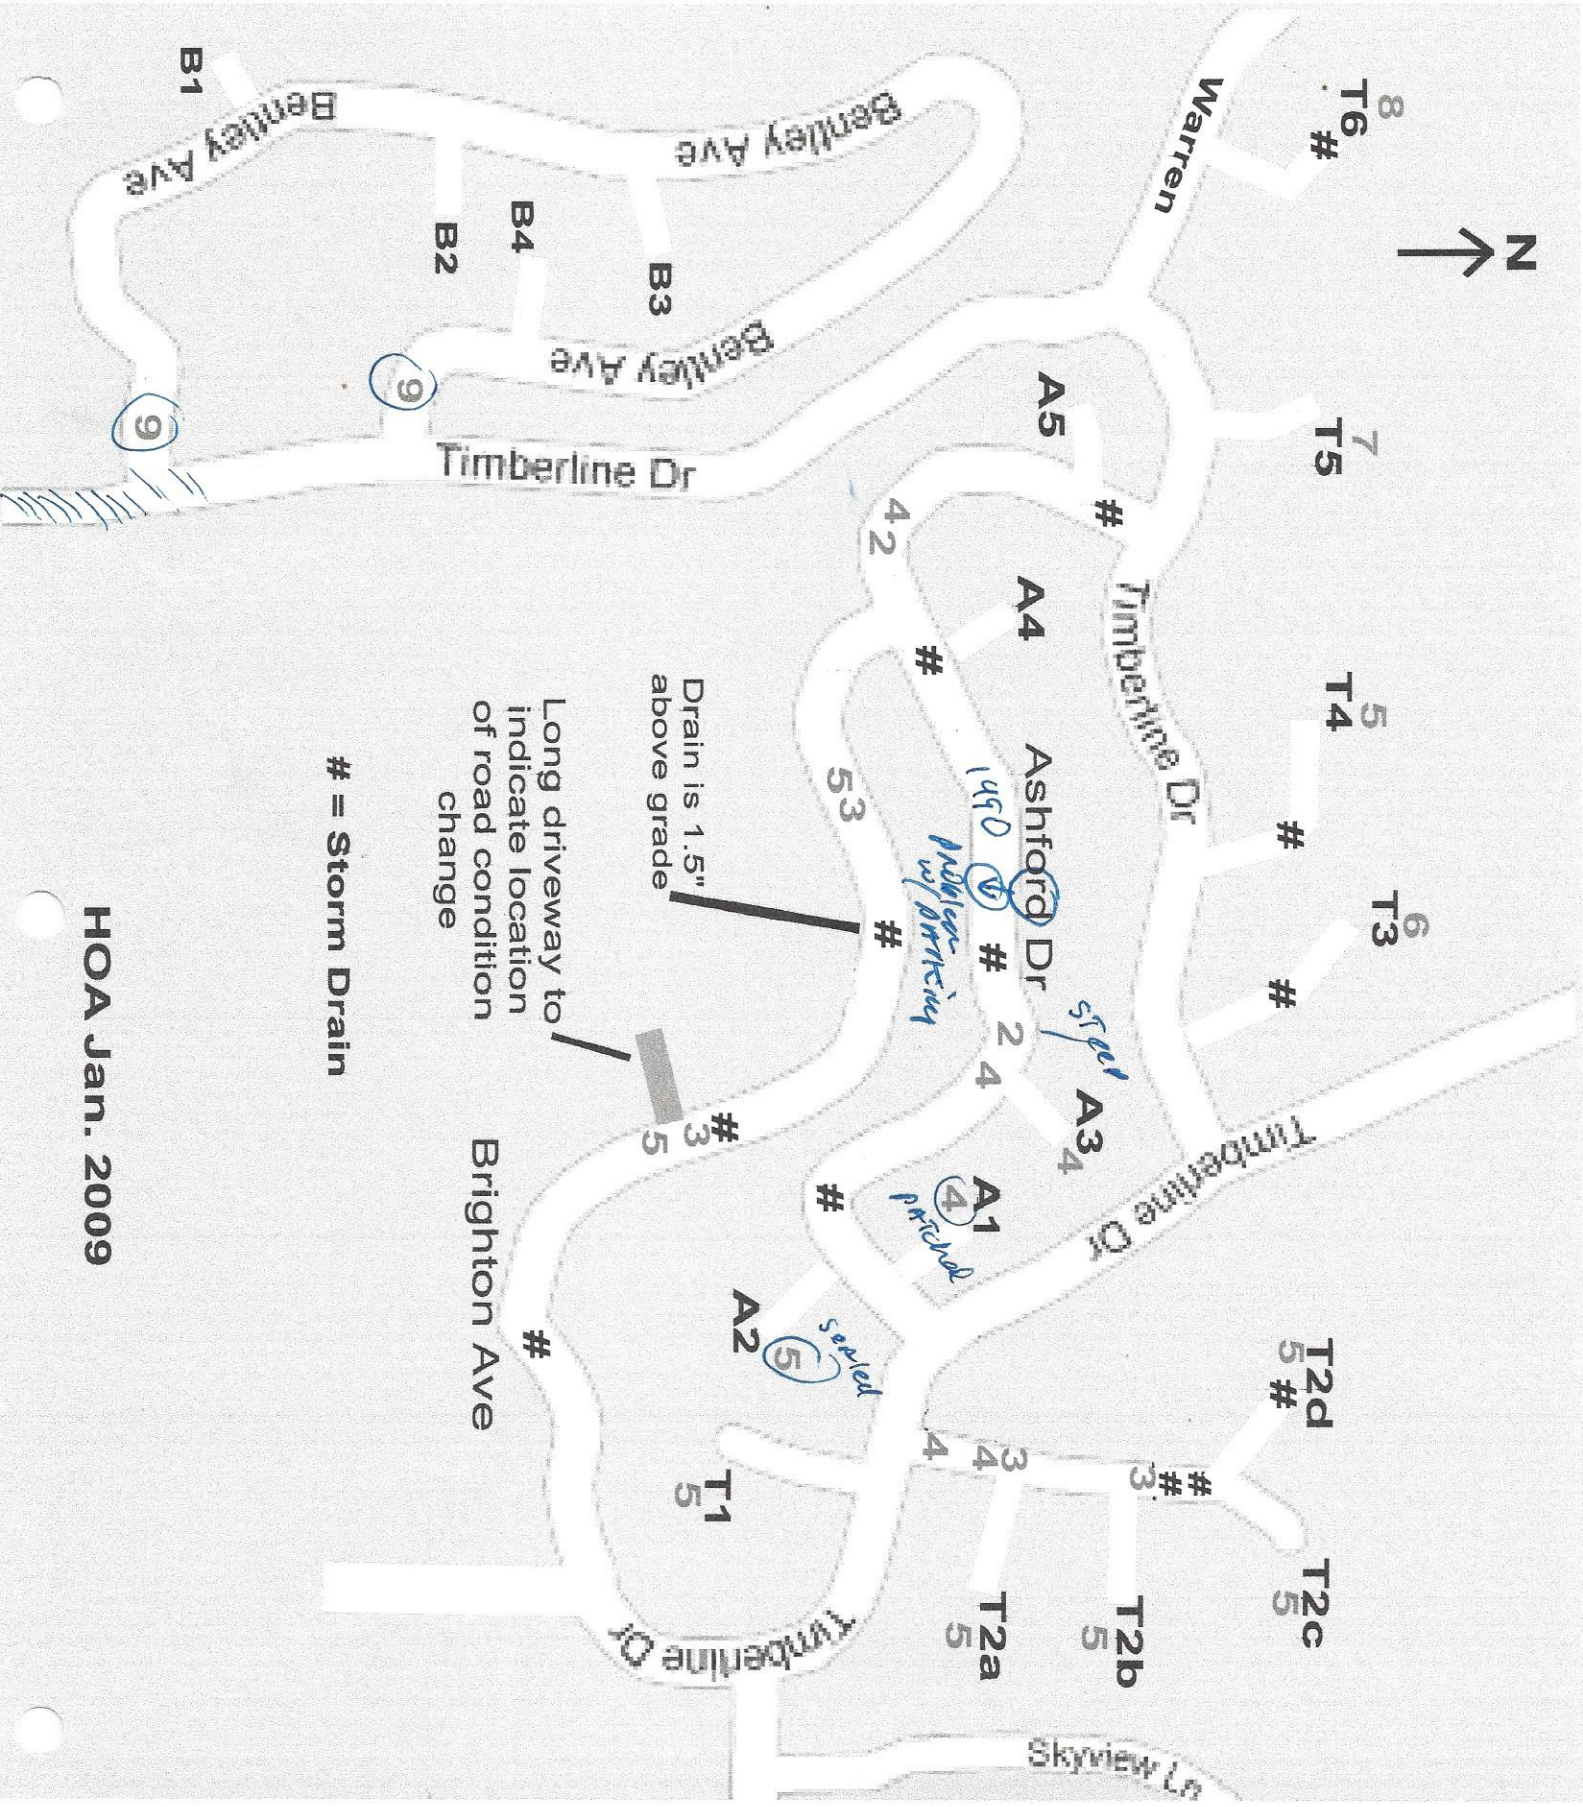 N
8
T6
#
Warren
7
T5
5
T4
#
6
T3
#
5
T2d
#
T2c
5
T2b
5
T2a
5
3
# #
4
4 3
Skyview Ln
Timberline Dr
Timberline Dr
Timberline Dr
Timberline Dr
A5
#
4
2
A4
#
Ashford Dr
1490
problem
w/ parking
#
steep
2
4
A3
4
A1
4
patched
#
A2
5
sealed
T1
5
Bentley Ave
Bentley Ave
Bentley
Bentley Ave
B1
B2
B3
B4
9
9
5 3
#
Drain is 1.5"
above grade
Long driveway to
indicate location
of road condition
change
#
3
5
#
Brighton Ave
# = Storm Drain
HOA Jan. 2009